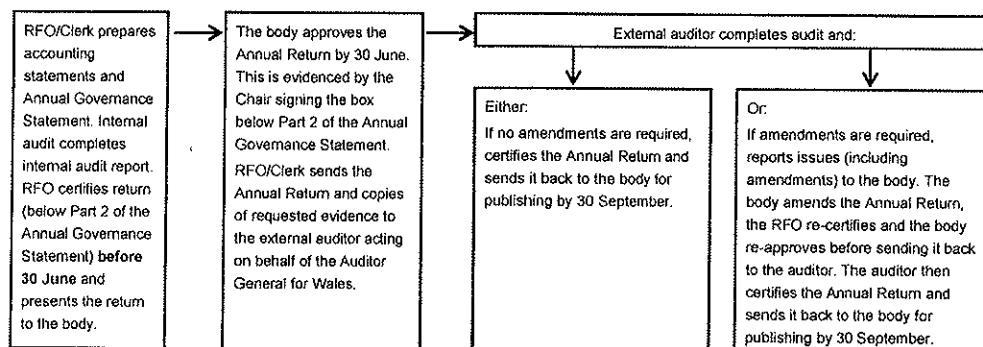 RFO/Clerk prepares
accounting
statements and
Annual Governance
Statement. Internal
audit completes
internal audit report.
RFO certifies return
(below Part 2 of the
Annual Governance
Statement) before
30 June and
presents the return
to the body.
The body approves the
Annual Return by 30 June.
This is evidenced by the
Chair signing the box
below Part 2 of the Annual
Governance Statement.
RFO/Clerk sends the
Annual Return and copies
of requested evidence to
the external auditor acting
on behalf of the Auditor
General for Wales.
External auditor completes audit and:
Either:
If no amendments are required,
certifies the Annual Return and
sends it back to the body for
publishing by 30 September.
Or:
If amendments are required,
reports issues (including
amendments) to the body. The
body amends the Annual Return,
the RFO re-certifies and the body
re-approves before sending it back
to the auditor. The auditor then
certifies the Annual Return and
sends it back to the body for
publishing by 30 September.